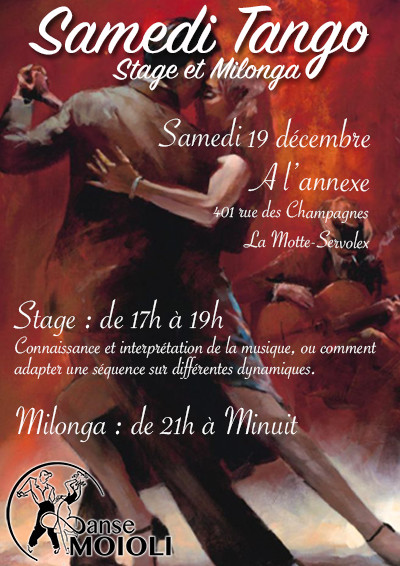 Samedi Tango
Stage et Milonga
Samedi 19 décembre
A l'annexe
401 rue des Champagnes
La Motte-Servolex
Stage : de 17h à 19h
Connaissance et interprétation de la musique, ou comment
adapter une séquence sur différentes dynamiques.
Milonga : de 21h à Minuit
Danse
MOIOLI